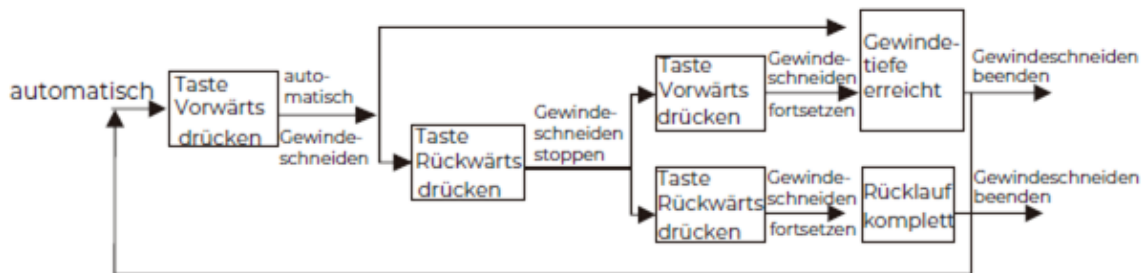 automatisch
Taste
Vorwärts
drücken
auto-
matisch
Gewinde-
schneiden
Taste
Rückwärts
drücken
Gewinde-
schneiden
stoppen
Taste
Vorwärts
drücken
Gewinde-
schneiden
fortsetzen
Gewinde-
tiefe
erreicht
Gewindeschneiden
beenden
Taste
Rückwärts
drücken
Gewinde-
schneiden
fortsetzen
Rücklauf
komplett
Gewindeschneiden
beenden